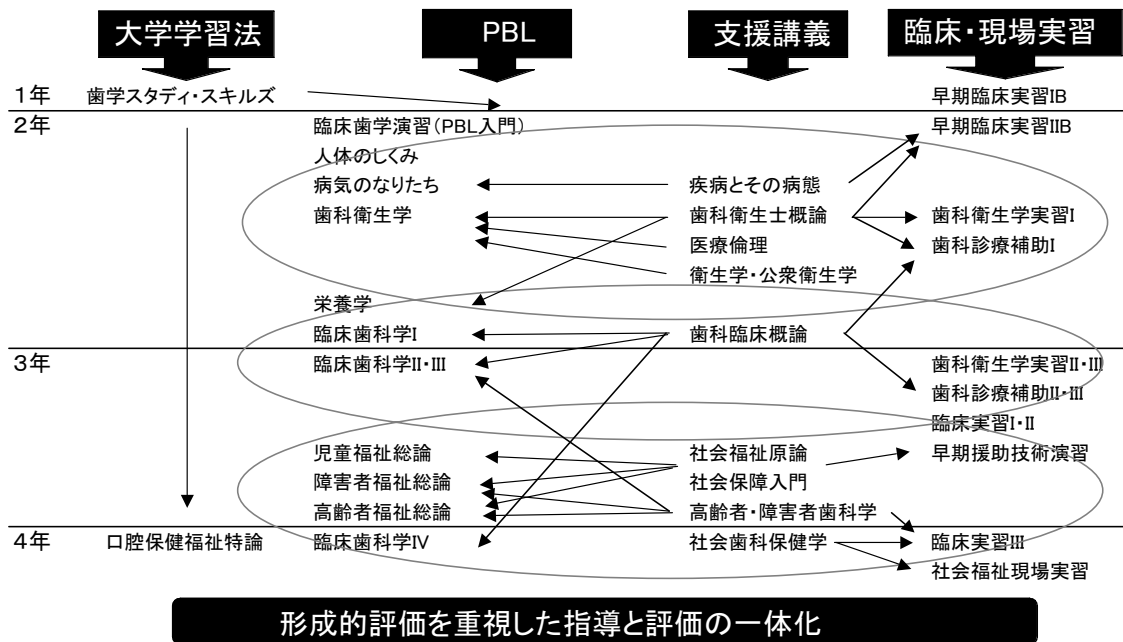 大学学習法
PBL
支援講義
臨床・現場実習
1年
歯学スタディ・スキルズ
早期臨床実習IB
2年
臨床歯学演習(PBL入門)
早期臨床実習IIB
人体のしくみ
病気のなりたち
疾病とその病態
歯科衛生学
歯科衛生士概論
歯科衛生学実習I
医療倫理
歯科診療補助I
衛生学・公衆衛生学
栄養学
臨床歯科学I
歯科臨床概論
3年
臨床歯科学II・III
歯科衛生学実習II・III
歯科診療補助II・III
臨床実習I・II
児童福祉総論
社会福祉原論
早期援助技術演習
障害者福祉総論
社会保障入門
高齢者福祉総論
高齢者・障害者歯科学
4年
口腔保健福祉特論
臨床歯科学IV
社会歯科保健学
臨床実習III
社会福祉現場実習
形成的評価を重視した指導と評価の一体化